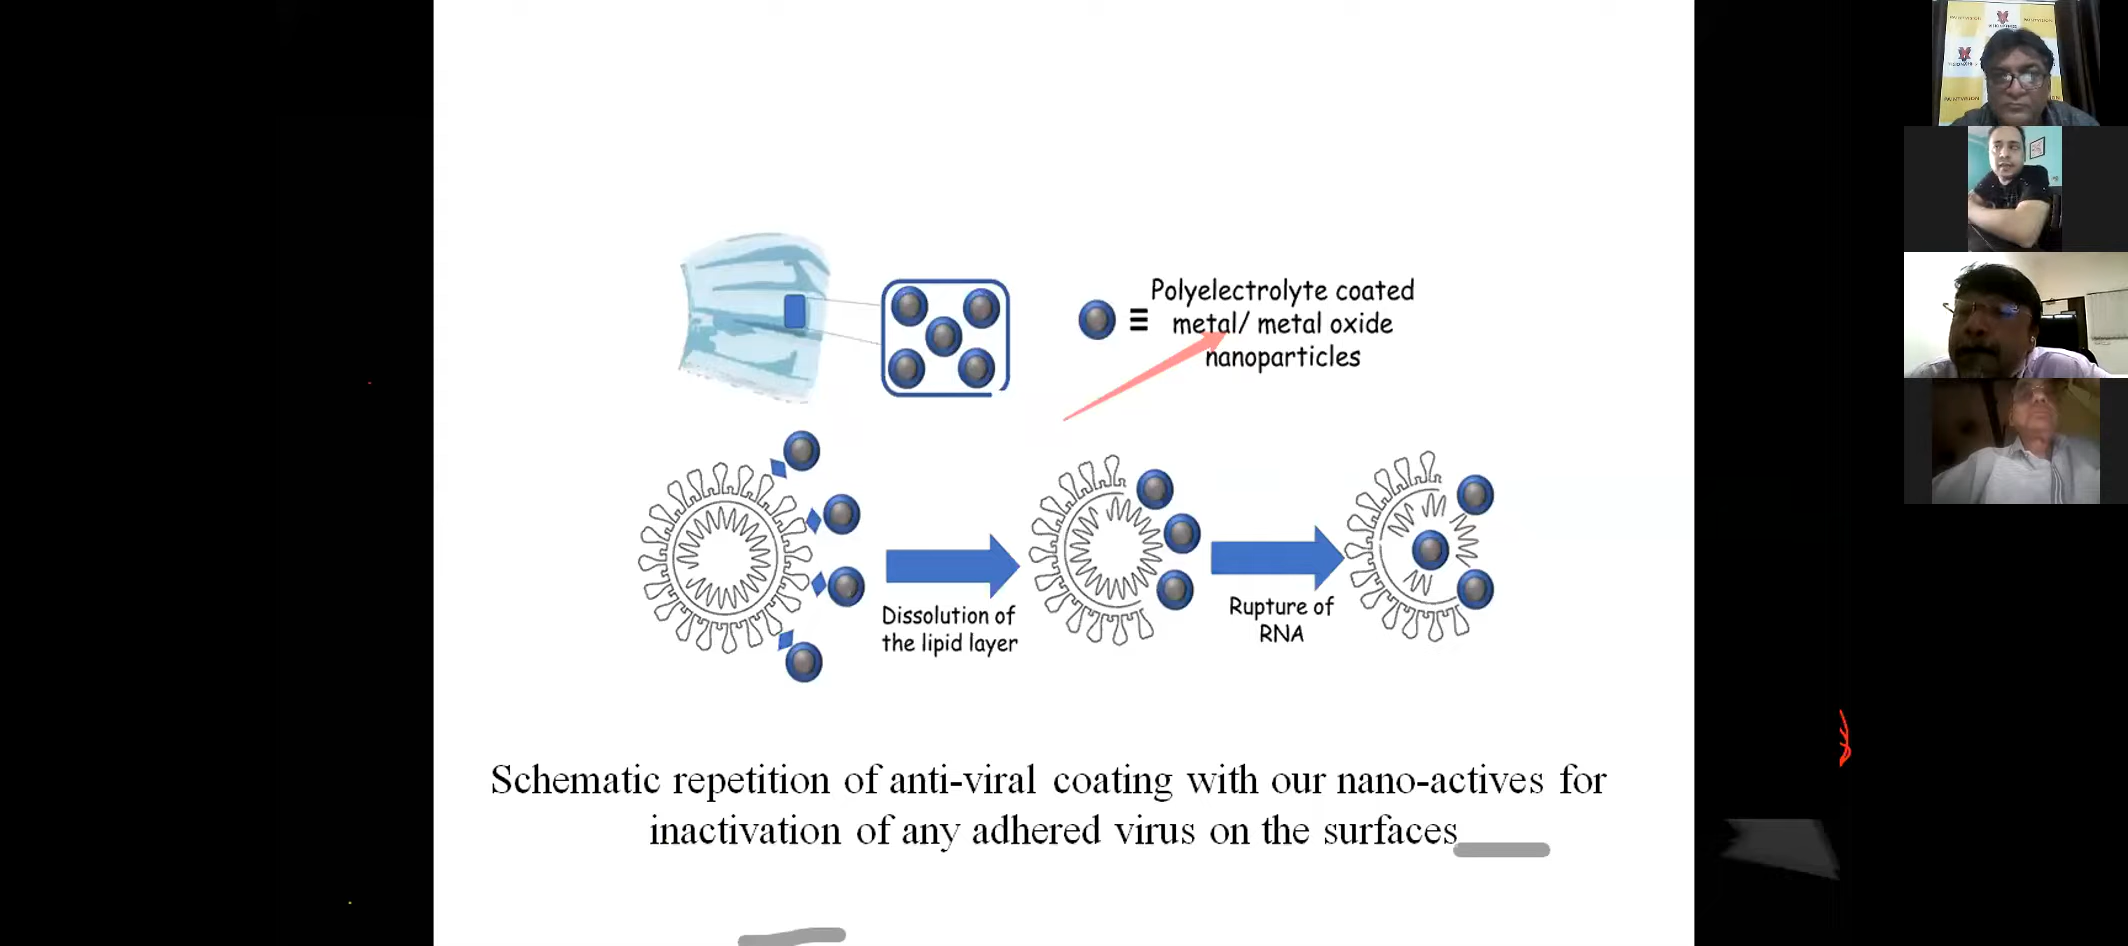 PAINTVISION
Polyelectrolyte coated
metal/ metal oxide
nanoparticles
Dissolution of
the lipid layer
Rupture of
RNA
Schematic repetition of anti-viral coating with our nano-actives for
inactivation of any adhered virus on the surfaces